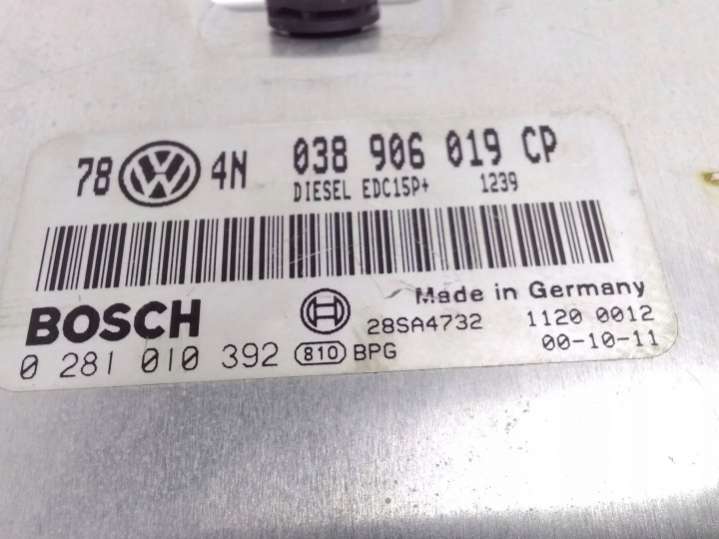 78 VW 4N 038 906 019 CP
DIESEL EDC15P+ 1239
Made in Germany
BOSCH 28SA4732 1120 0012
0 281 010 392 810 BPG 00-10-11